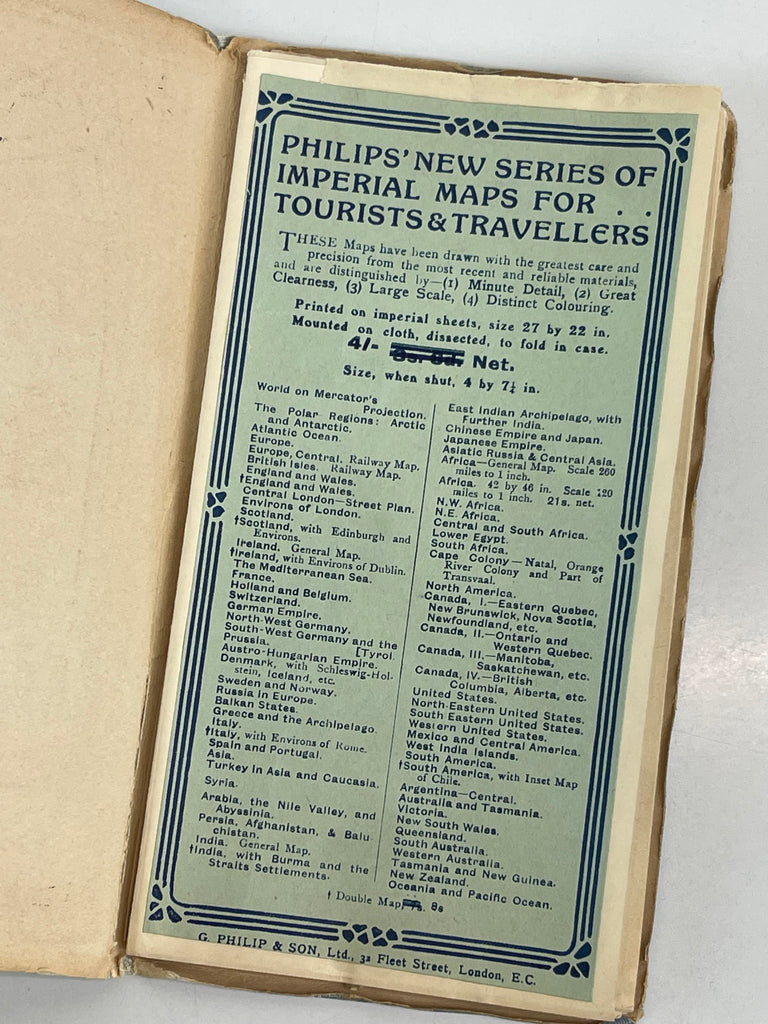 PHILIPS' NEW SERIES OF
IMPERIAL MAPS FOR . .
TOURISTS & TRAVELLERS
THESE Maps have been drawn with the greatest care and
precision from the most recent and reliable materials,
and are distinguished by—(1) Minute Detail, (2) Great
Clearness, (3) Large Scale, (4) Distinct Colouring.
Printed on imperial sheets, size 27 by 22 in.
Mounted on cloth, dissected, to fold in case.
4/- 3s. 6d. Net.
Size, when shut, 4 by 7¼ in.
World on Mercator's
Projection.
The Polar Regions: Arctic
and Antarctic.
Atlantic Ocean.
Europe.
Europe, Central, Railway Map.
British Isles. Railway Map.
England and Wales.
†England and Wales.
Central London—Street Plan.
Environs of London.
Scotland.
†Scotland, with Edinburgh and
Environs.
Ireland. General Map.
†Ireland, with Environs of Dublin.
The Mediterranean Sea.
France.
Holland and Belgium.
Switzerland.
German Empire.
North-West Germany.
South-West Germany and the
Prussia. [Tyrol.
Austro-Hungarian Empire.
Denmark, with Schleswig-Hol-
stein, Iceland, etc.
Sweden and Norway.
Russia in Europe.
Balkan States.
Greece and the Archipelago.
Italy.
†Italy, with Environs of Rome.
Spain and Portugal.
Asia.
Turkey in Asia and Caucasia.
Syria.
Arabia, the Nile Valley, and
Abyssinia.
Persia, Afghanistan, & Balu-
chistan.
India. General Map.
†India, with Burma and the
Straits Settlements.
East Indian Archipelago, with
Further India.
Chinese Empire and Japan.
Japanese Empire.
Asiatic Russia & Central Asia.
Africa—General Map. Scale 260
miles to 1 inch.
Africa. 42 by 46 in. Scale 120
miles to 1 inch. 21s. net.
N.W. Africa.
N.E. Africa.
Central and South Africa.
Lower Egypt.
South Africa.
Cape Colony—Natal, Orange
River Colony and Part of
Transvaal.
North America.
Canada, I.—Eastern Quebec,
New Brunswick, Nova Scotia,
Newfoundland, etc.
Canada, II.—Ontario and
Western Quebec.
Canada, III.—Manitoba,
Saskatchewan, etc.
Canada, IV.—British
Columbia, Alberta, etc.
United States.
North-Eastern United States.
South Eastern United States.
Western United States.
Mexico and Central America.
West India Islands.
South America.
†South America, with Inset Map
of Chile.
Argentina—Central.
Australia and Tasmania.
Victoria.
New South Wales.
Queensland.
South Australia.
Western Australia.
Tasmania and New Guinea.
New Zealand.
Oceania and Pacific Ocean.
† Double Map, 8s
G. PHILIP & SON, Ltd., 32 Fleet Street, London, E.C.